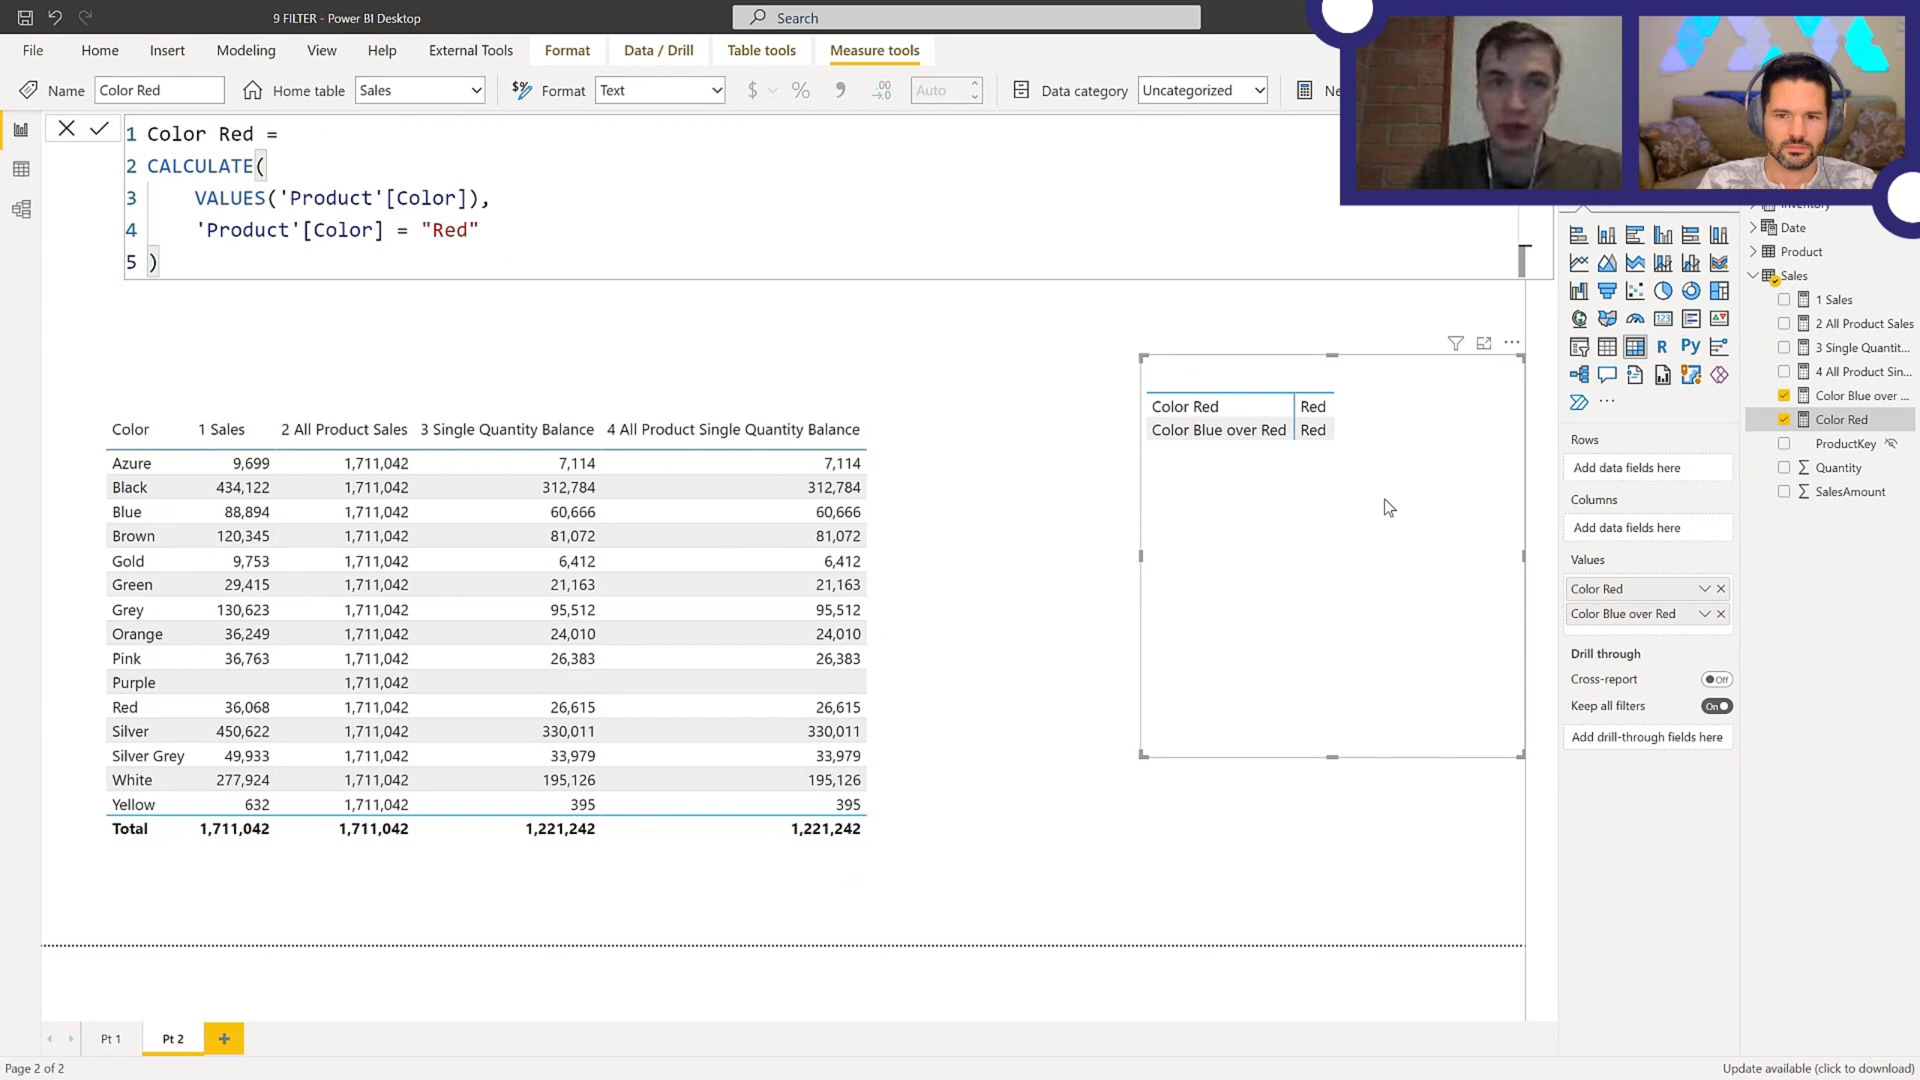 9 FILTER - Power BI Desktop
Search
File Home Insert Modeling View Help External Tools Format Data / Drill Table tools Measure tools
Name Color Red Home table Sales Format Text $ % Auto Data category Uncategorized Ne
1 Color Red =
2 CALCULATE(
3 VALUES('Product'[Color]),
4 'Product'[Color] = "Red"
5 )
Color Red Red
Color Blue over Red Red
Color 1 Sales 2 All Product Sales 3 Single Quantity Balance 4 All Product Single Quantity Balance
Azure 9,699 1,711,042 7,114 7,114
Black 434,122 1,711,042 312,784 312,784
Blue 88,894 1,711,042 60,666 60,666
Brown 120,345 1,711,042 81,072 81,072
Gold 9,753 1,711,042 6,412 6,412
Green 29,415 1,711,042 21,163 21,163
Grey 130,623 1,711,042 95,512 95,512
Orange 36,249 1,711,042 24,010 24,010
Pink 36,763 1,711,042 26,383 26,383
Purple 1,711,042
Red 36,068 1,711,042 26,615 26,615
Silver 450,622 1,711,042 330,011 330,011
Silver Grey 49,933 1,711,042 33,979 33,979
White 277,924 1,711,042 195,126 195,126
Yellow 632 1,711,042 395 395
Total 1,711,042 1,711,042 1,221,242 1,221,242
R Py
123
Rows
Add data fields here
Columns
Add data fields here
Values
Color Red
Color Blue over Red
Drill through
Cross-report Off
Keep all filters On
Add drill-through fields here
Inventory
Date
Product
Sales
1 Sales
2 All Product Sales
3 Single Quantit...
4 All Product Sin...
Color Blue over ...
Color Red
ProductKey
Quantity
SalesAmount
Pt 1 Pt 2 +
Page 2 of 2
Update available (click to download)